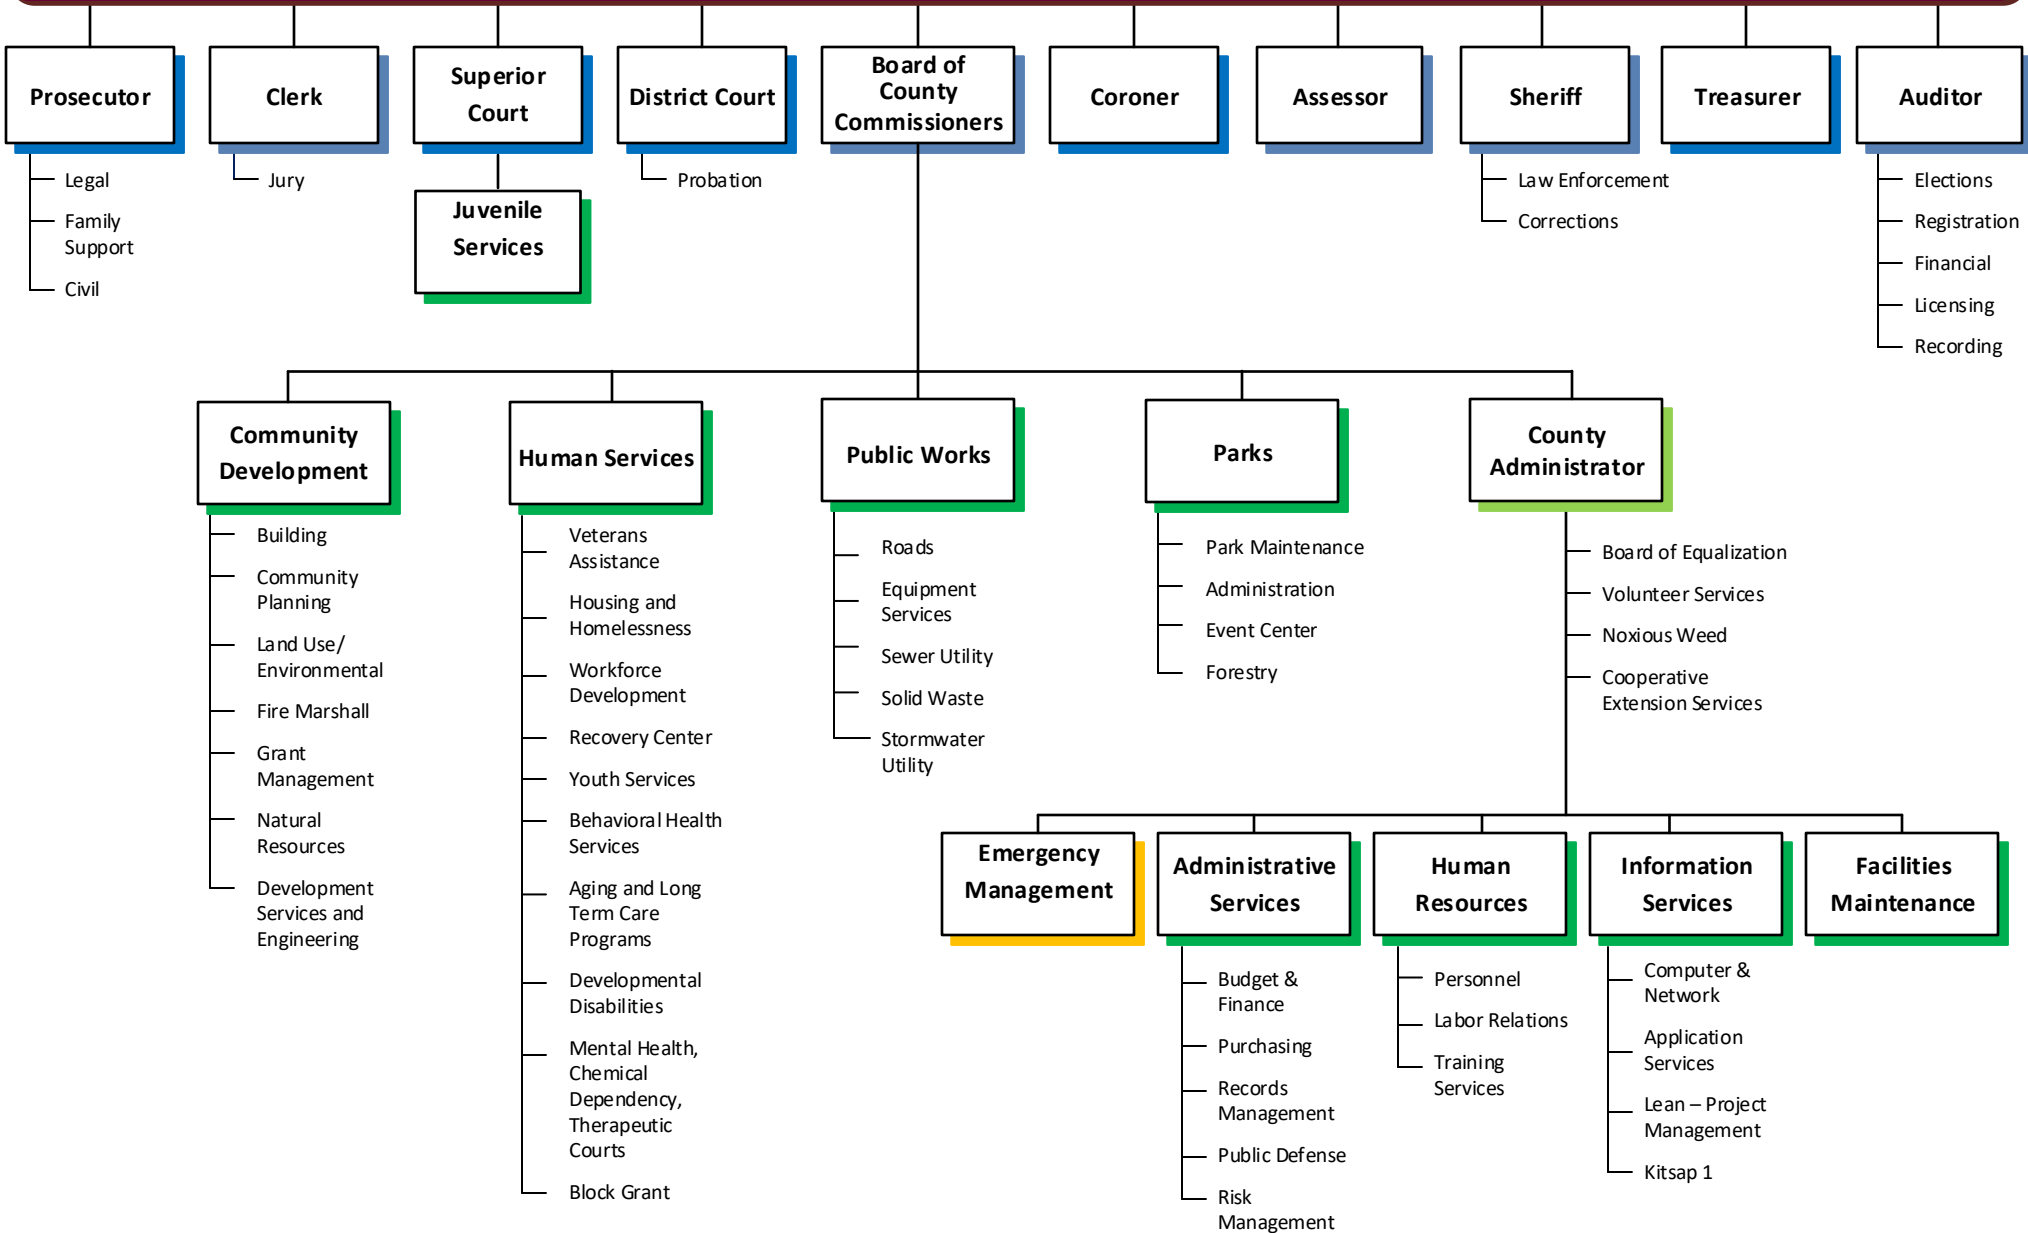 Prosecutor
Legal
Family
Support
Civil
Clerk
Jury
Superior
Court
Juvenile
Services
District Court
Probation
Board of
County
Commissioners
Coroner
Assessor
Sheriff
Law Enforcement
Corrections
Treasurer
Auditor
Elections
Registration
Financial
Licensing
Recording
Community
Development
Building
Community
Planning
Land Use/
Environmental
Fire Marshall
Grant
Management
Natural
Resources
Development
Services and
Engineering
Human Services
Veterans
Assistance
Housing and
Homelessness
Workforce
Development
Recovery Center
Youth Services
Behavioral Health
Services
Aging and Long
Term Care
Programs
Developmental
Disabilities
Mental Health,
Chemical
Dependency,
Therapeutic
Courts
Block Grant
Public Works
Roads
Equipment
Services
Sewer Utility
Solid Waste
Stormwater
Utility
Parks
Park Maintenance
Administration
Event Center
Forestry
County
Administrator
Board of Equalization
Volunteer Services
Noxious Weed
Cooperative
Extension Services
Emergency
Management
Administrative
Services
Budget &
Finance
Purchasing
Records
Management
Public Defense
Risk
Management
Human
Resources
Personnel
Labor Relations
Training
Services
Information
Services
Computer &
Network
Application
Services
Lean – Project
Management
Kitsap 1
Facilities
Maintenance